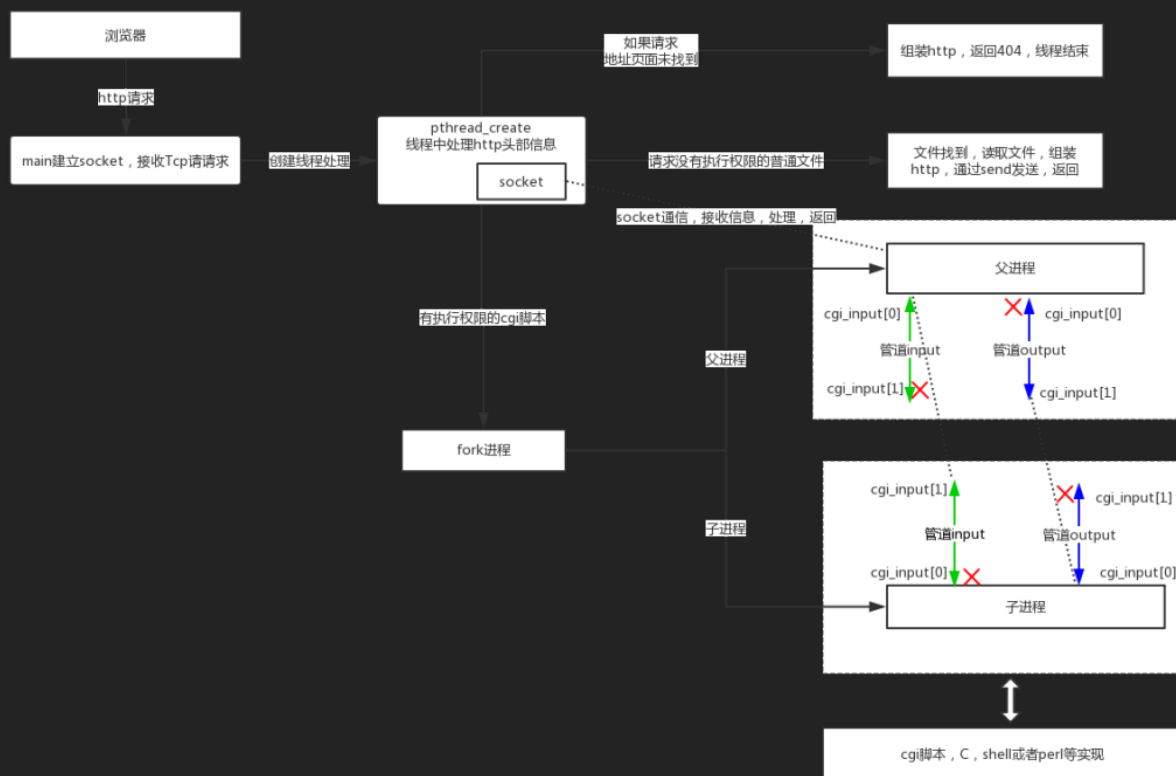 浏览器
http请求
main建立socket，接收Tcp请请求
创建线程处理
pthread_create
线程中处理http头部信息
socket
如果请求
地址页面未找到
组装http，返回404，线程结束
请求没有执行权限的普通文件
文件找到，读取文件，组装
http，通过send发送，返回
socket通信，接收信息，处理，返回
父进程
cgi_input[0]
cgi_input[0]
管道input
管道output
cgi_input[1]
cgi_input[1]
有执行权限的cgi脚本
父进程
fork进程
子进程
cgi_input[1]
cgi_input[1]
管道input
管道output
cgi_input[0]
cgi_input[0]
子进程
cgi脚本，C，shell或者perl等实现